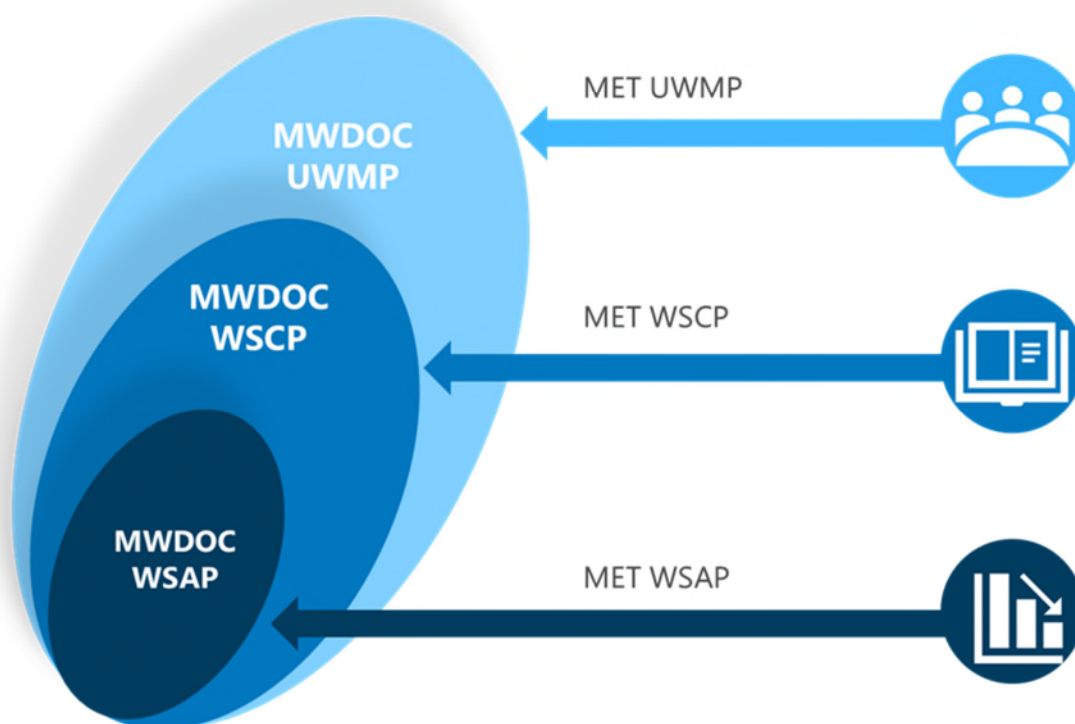 MWDOC
UWMP
MET UWMP
MWDOC
WSCP
MET WSCP
MWDOC
WSAP
MET WSAP